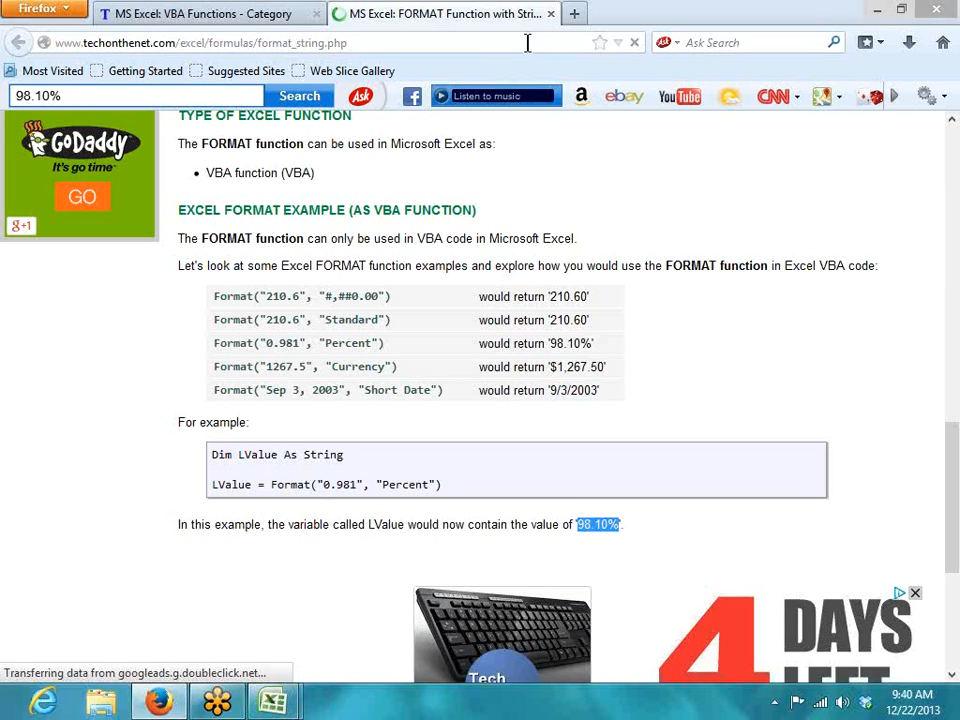 Firefox
MS Excel: VBA Functions - Category
MS Excel: FORMAT Function with Stri...
www.techonthenet.com/excel/formulas/format_string.php
Ask Search
Most Visited
Getting Started
Suggested Sites
Web Slice Gallery
98.10%
Search
Ask
Listen to music
a
ebay
YouTube
CNN
GoDaddy
It's go time™
GO
g+1
TYPE OF EXCEL FUNCTION
The FORMAT function can be used in Microsoft Excel as:
• VBA function (VBA)
EXCEL FORMAT EXAMPLE (AS VBA FUNCTION)
The FORMAT function can only be used in VBA code in Microsoft Excel.
Let's look at some Excel FORMAT function examples and explore how you would use the FORMAT function in Excel VBA code:
Format("210.6", "#,##0.00") would return '210.60'
Format("210.6", "Standard") would return '210.60'
Format("0.981", "Percent") would return '98.10%'
Format("1267.5", "Currency") would return '$1,267.50'
Format("Sep 3, 2003", "Short Date") would return '9/3/2003'
For example:
Dim LValue As String
LValue = Format("0.981", "Percent")
In this example, the variable called LValue would now contain the value of '98.10%'.
Tech
4 DAYS
LEFT
Transferring data from googleads.g.doubleclick.net...
9:40 AM
12/22/2013